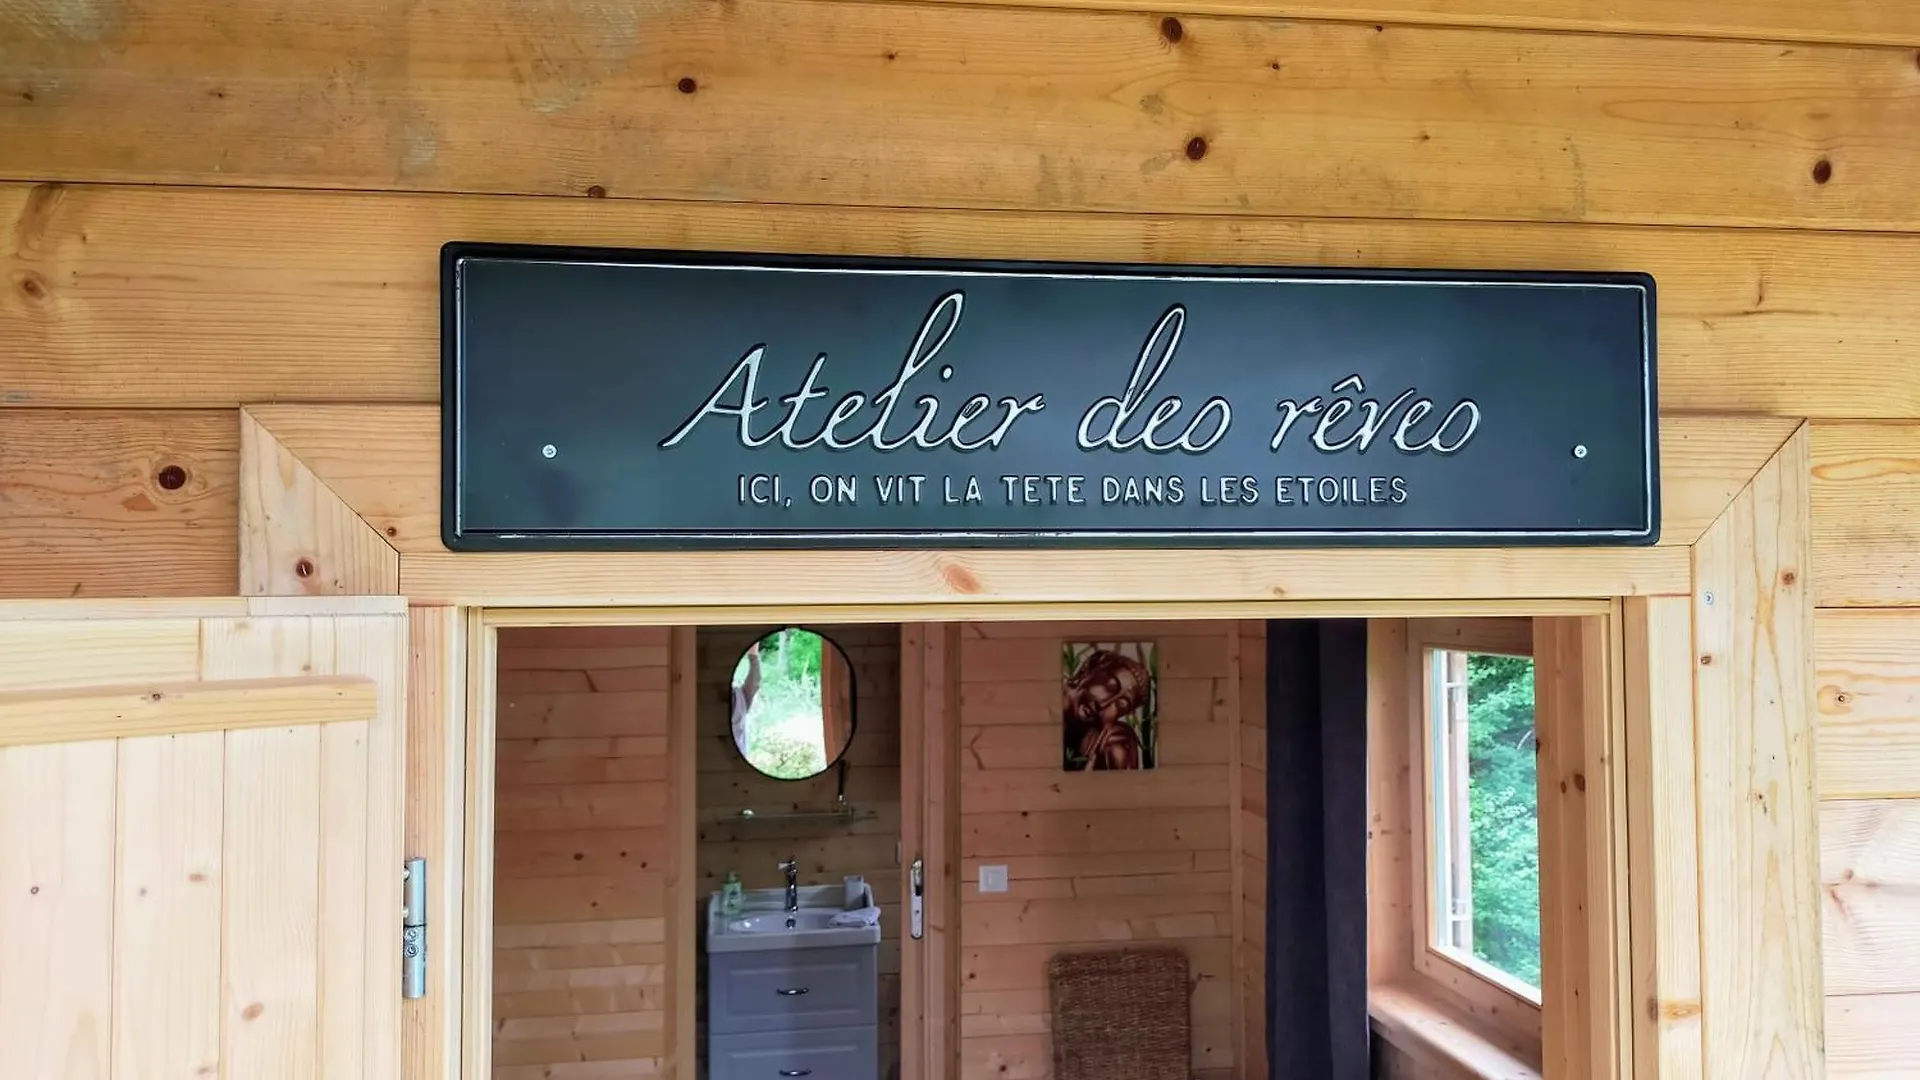 Atelier des rêves
ICI, ON VIT LA TETE DANS LES ETOILES